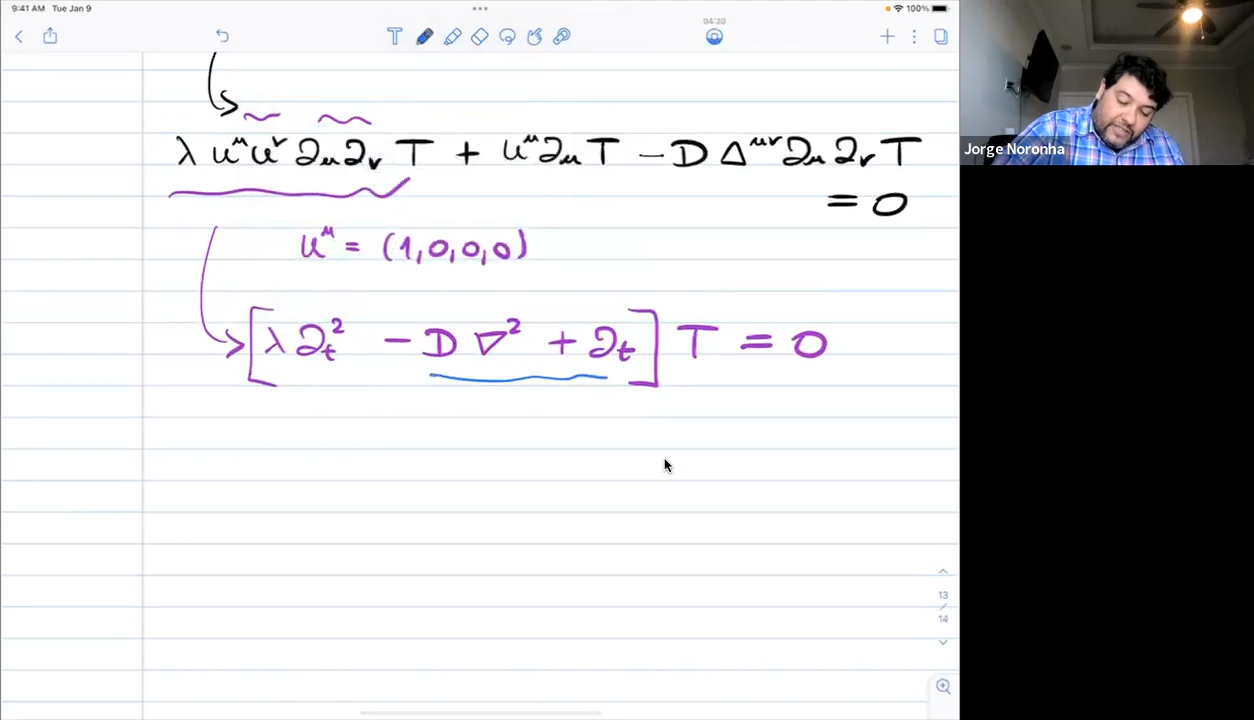 9:41 AM Tue Jan 9
100%
04:20
T
λ u^μ u^ν ∂_μ ∂_ν T + u^μ ∂_μ T − D Δ^{μν} ∂_μ ∂_ν T
= 0
u^μ = (1,0,0,0)
[λ ∂_t^2 − D ∇^2 + ∂_t] T = 0
Jorge Noronha
13
14